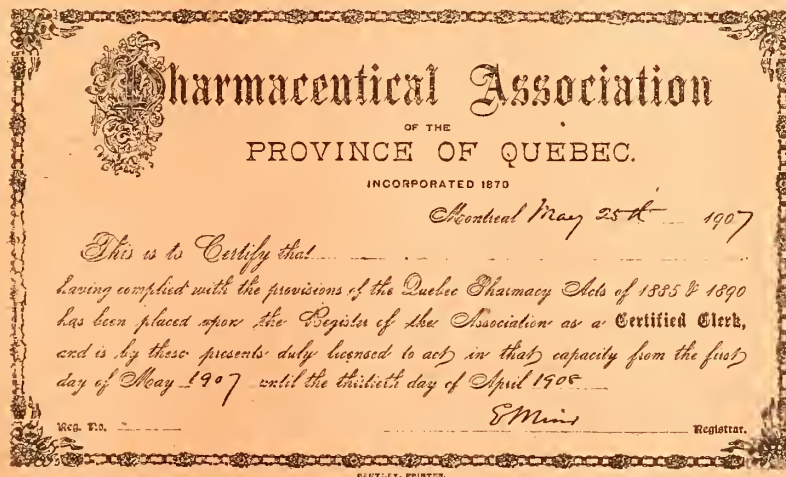 Pharmaceutical Association
OF THE
PROVINCE OF QUEBEC.
INCORPORATED 1870
Montreal May 25th 1907
This is to Certify that
having complied with the provisions of the Quebec Pharmacy Acts of 1885 & 1890
has been placed upon the Register of the Association as a Certified Clerk,
and is by these presents duly licensed to act in that capacity from the first
day of May 1907 until the thirtieth day of April 1908
Reg. No. E Muir Registrar.
PRINTER.